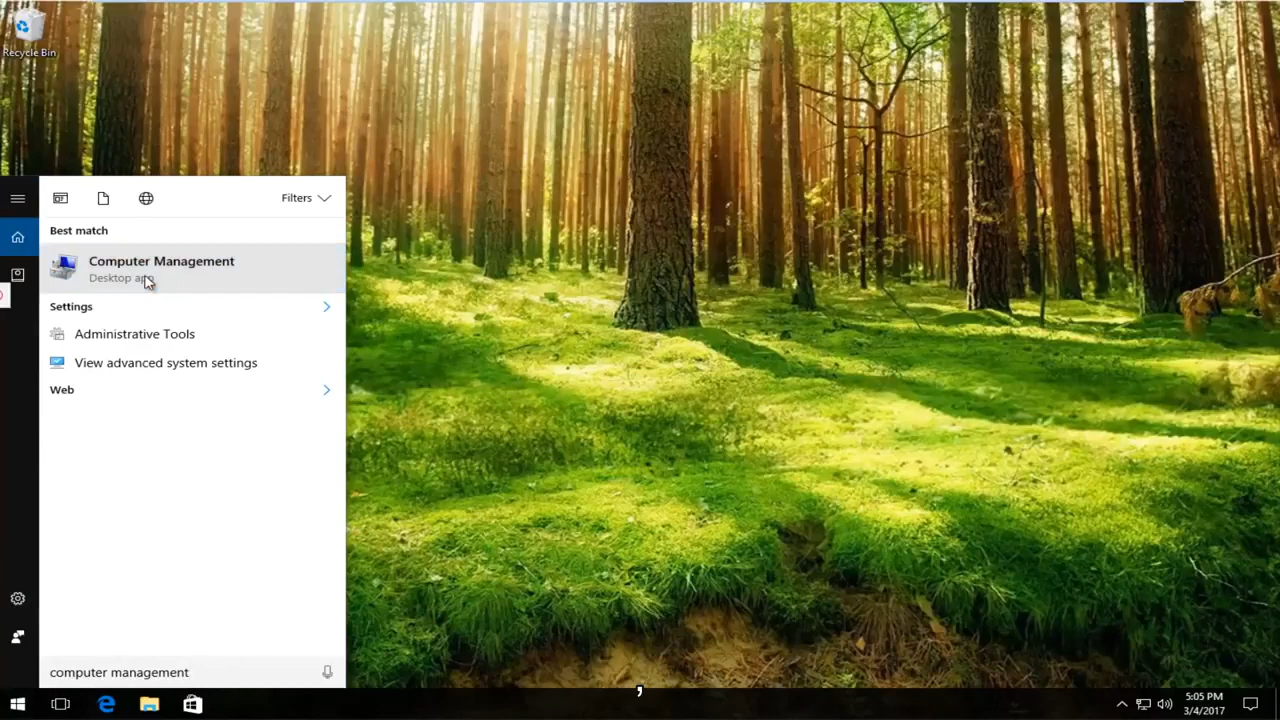 Recycle Bin
Filters
Best match
Computer Management
Desktop app
Settings
Administrative Tools
View advanced system settings
Web
computer management
,
5:05 PM
3/4/2017